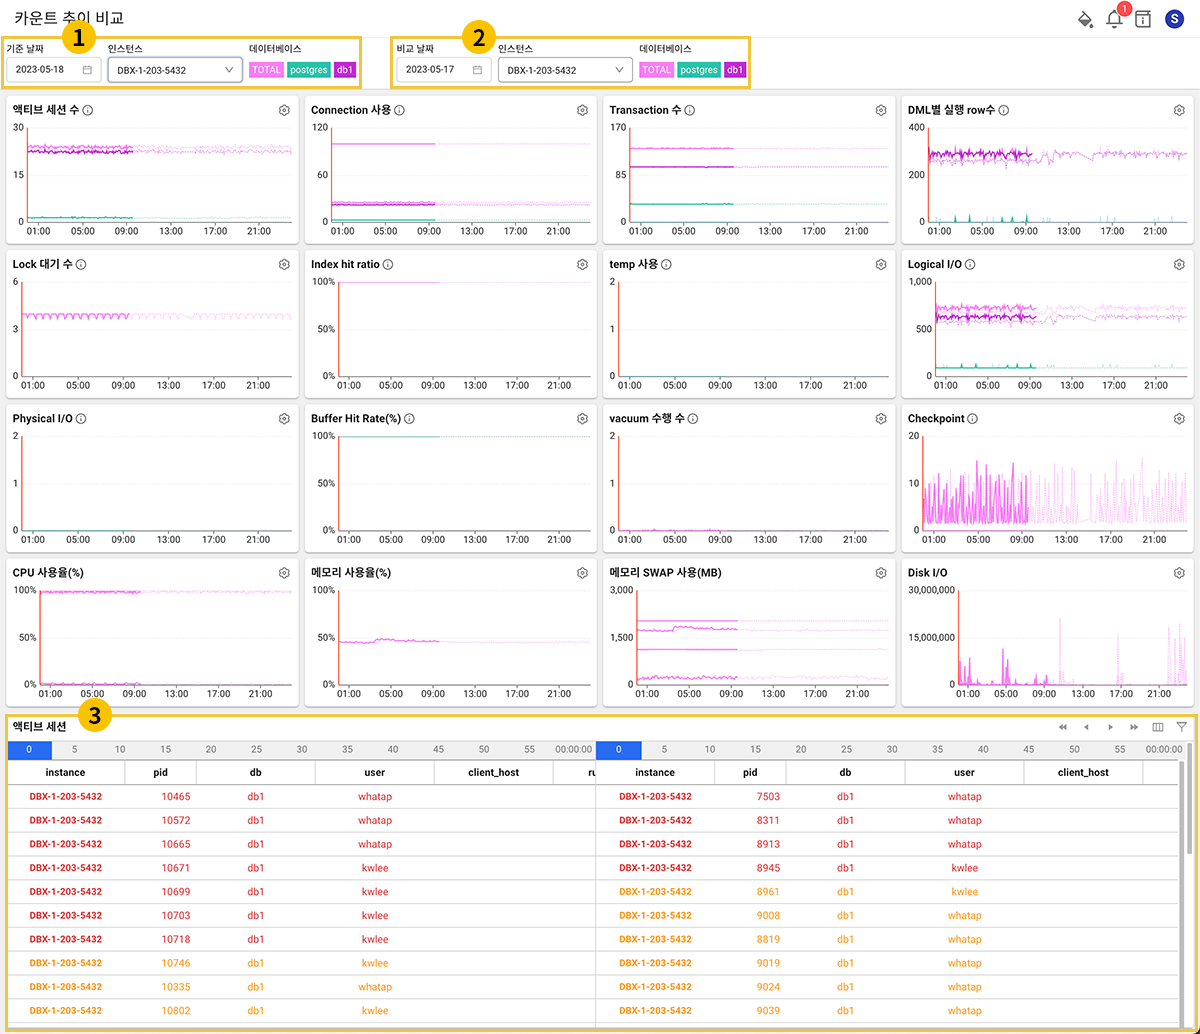 카운트 추이 비교
1
S
1
2
기준 날짜 인스턴스 데이터베이스
2023-05-18 DBX-1-203-5432 TOTAL postgres db1
비교 날짜 인스턴스 데이터베이스
2023-05-17 DBX-1-203-5432 TOTAL postgres db1
액티브 세션 수
30
15
0
01:00 05:00 09:00 13:00 17:00 21:00
Connection 사용
120
60
0
01:00 05:00 09:00 13:00 17:00 21:00
Transaction 수
170
85
0
01:00 05:00 09:00 13:00 17:00 21:00
DML별 실행 row수
400
200
0
01:00 05:00 09:00 13:00 17:00 21:00
Lock 대기 수
6
3
0
01:00 05:00 09:00 13:00 17:00 21:00
Index hit ratio
100%
50%
0%
01:00 05:00 09:00 13:00 17:00 21:00
temp 사용
2
1
0
01:00 05:00 09:00 13:00 17:00 21:00
Logical I/O
1,000
500
0
01:00 05:00 09:00 13:00 17:00 21:00
Physical I/O
2
1
0
01:00 05:00 09:00 13:00 17:00 21:00
Buffer Hit Rate(%)
100%
50%
0%
01:00 05:00 09:00 13:00 17:00 21:00
vacuum 수행 수
2
1
0
01:00 05:00 09:00 13:00 17:00 21:00
Checkpoint
20
10
0
01:00 05:00 09:00 13:00 17:00 21:00
CPU 사용율(%)
100%
50%
0%
01:00 05:00 09:00 13:00 17:00 21:00
메모리 사용율(%)
100%
50%
0%
01:00 05:00 09:00 13:00 17:00 21:00
메모리 SWAP 사용(MB)
3,000
1,500
0
01:00 05:00 09:00 13:00 17:00 21:00
Disk I/O
30,000,000
15,000,000
0
01:00 05:00 09:00 13:00 17:00 21:00
액티브 세션
3
0 5 10 15 20 25 30 35 40 45 50 55 00:00:00 0 5 10 15 20 25 30 35 40 45 50 55 00:00:00
instance pid db user client_host ru instance pid db user client_host
DBX-1-203-5432 10465 db1 whatap DBX-1-203-5432 7503 db1 whatap
DBX-1-203-5432 10572 db1 whatap DBX-1-203-5432 8311 db1 whatap
DBX-1-203-5432 10665 db1 whatap DBX-1-203-5432 8913 db1 whatap
DBX-1-203-5432 10671 db1 kwlee DBX-1-203-5432 8945 db1 kwlee
DBX-1-203-5432 10699 db1 kwlee DBX-1-203-5432 8961 db1 kwlee
DBX-1-203-5432 10703 db1 kwlee DBX-1-203-5432 9008 db1 whatap
DBX-1-203-5432 10718 db1 kwlee DBX-1-203-5432 8819 db1 whatap
DBX-1-203-5432 10746 db1 kwlee DBX-1-203-5432 9019 db1 whatap
DBX-1-203-5432 10335 db1 whatap DBX-1-203-5432 9024 db1 whatap
DBX-1-203-5432 10802 db1 kwlee DBX-1-203-5432 9039 db1 whatap